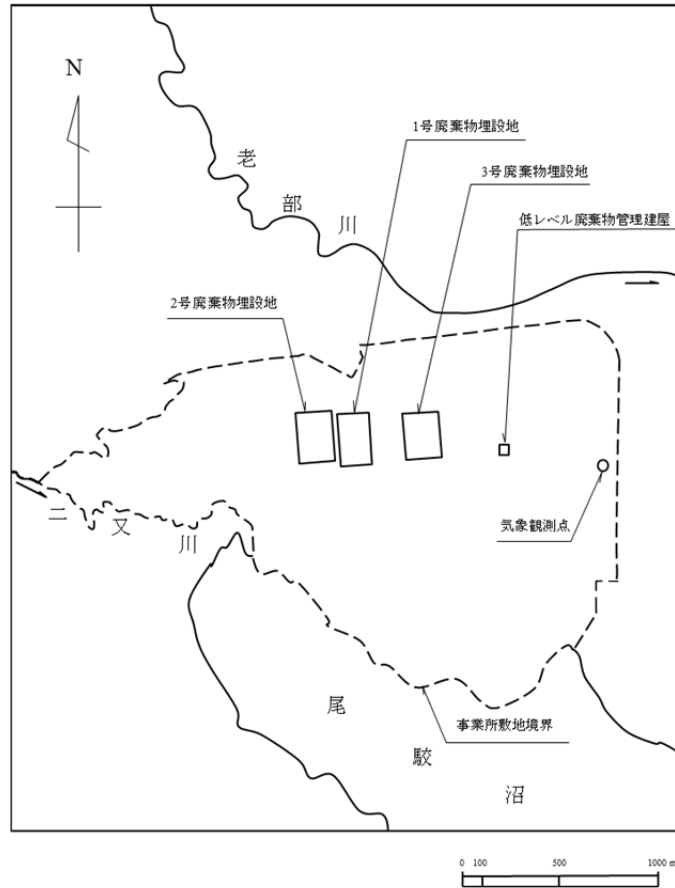 N
老部川
1号廃棄物埋設地
3号廃棄物埋設地
低レベル廃棄物管理建屋
2号廃棄物埋設地
気象観測点
二又川
事業所敷地境界
尾駮沼
0 100 500 1000 m